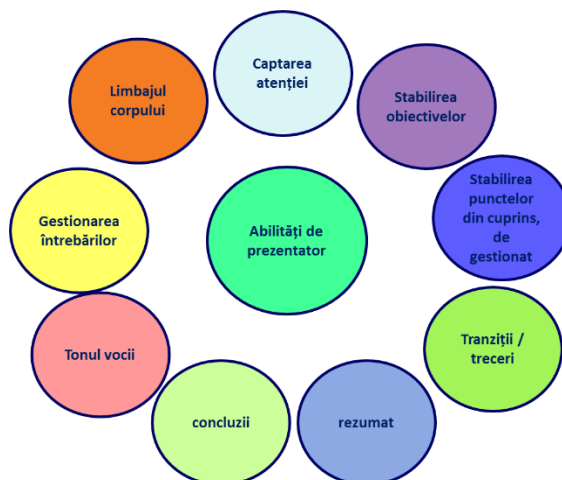 Captarea
atenției
Stabilirea
obiectivelor
Stabilirea
punctelor
din cuprins,
de
gestionat
Tranziții /
treceri
rezumat
concluzii
Tonul vocii
Gestionarea
întrebărilor
Limbajul
corpului
Abilități de
prezentator